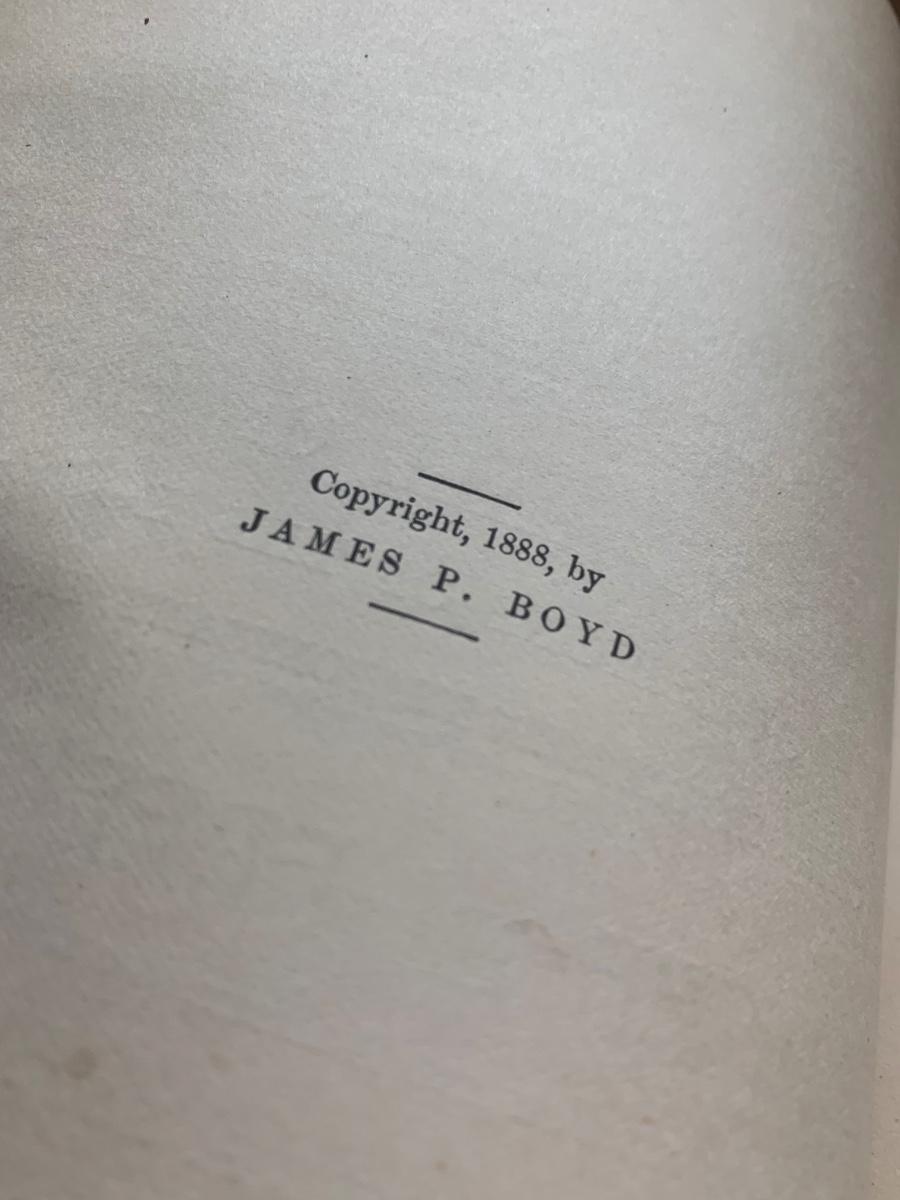 Copyright, 1888, by
JAMES P. BOYD